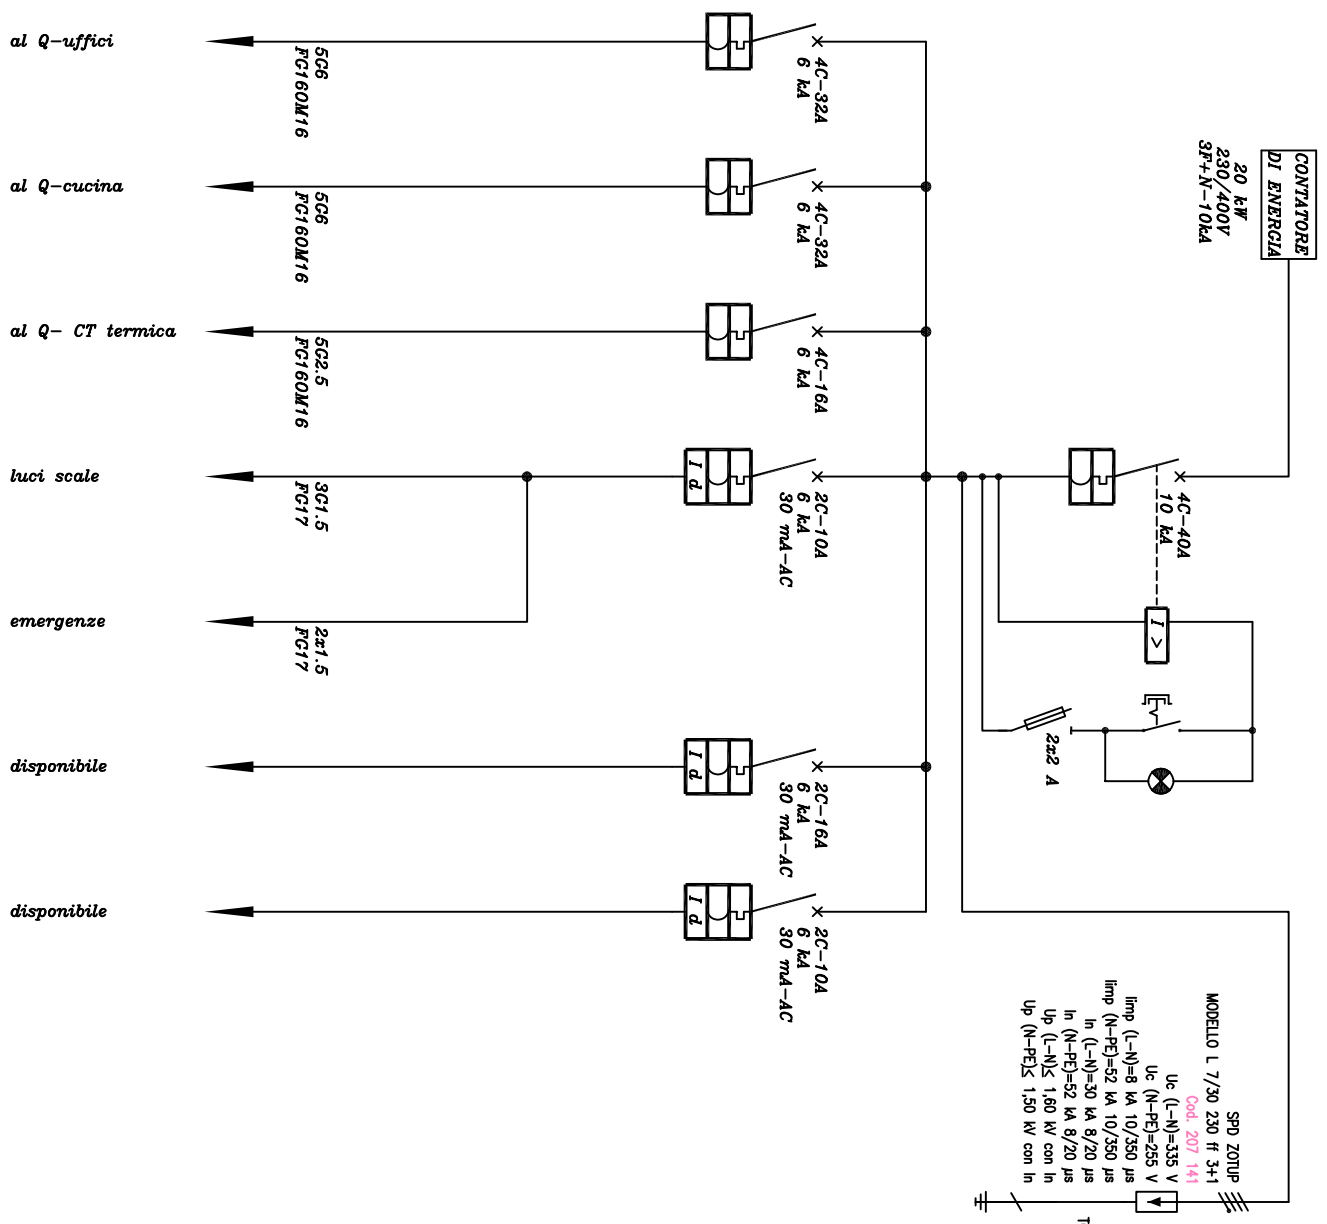 CONTATORE
DI ENERGIA
20 kW
230/400V
3F+N-10kA
4C-40A
10 kA
I >
2x2 A
SPD ZOTUP
MODELLO L 7/30 230 ff 3+1
Cod. 207 141
Uc (L-N)=335 V
Uc (N-PE)=255 V
Iimp (L-N)=8 kA 10/350 µs
Iimp (N-PE)=52 kA 10/350 µs
In (L-N)=30 kA 8/20 µs
In (N-PE)=52 kA 8/20 µs
Up (L-N)≤ 1,60 kV con In
Up (N-PE)≤ 1,50 kV con In
T
al Q-uffici
5G6
FG16OM16
4C-32A
6 kA
al Q-cucina
5G6
FG16OM16
4C-32A
6 kA
al Q- CT termica
5G2.5
FG16OM16
4C-16A
6 kA
luci scale
3G1.5
FG17
I d
2C-10A
6 kA
30 mA-AC
emergenze
2x1.5
FG17
disponibile
I d
2C-16A
6 kA
30 mA-AC
disponibile
I d
2C-10A
6 kA
30 mA-AC